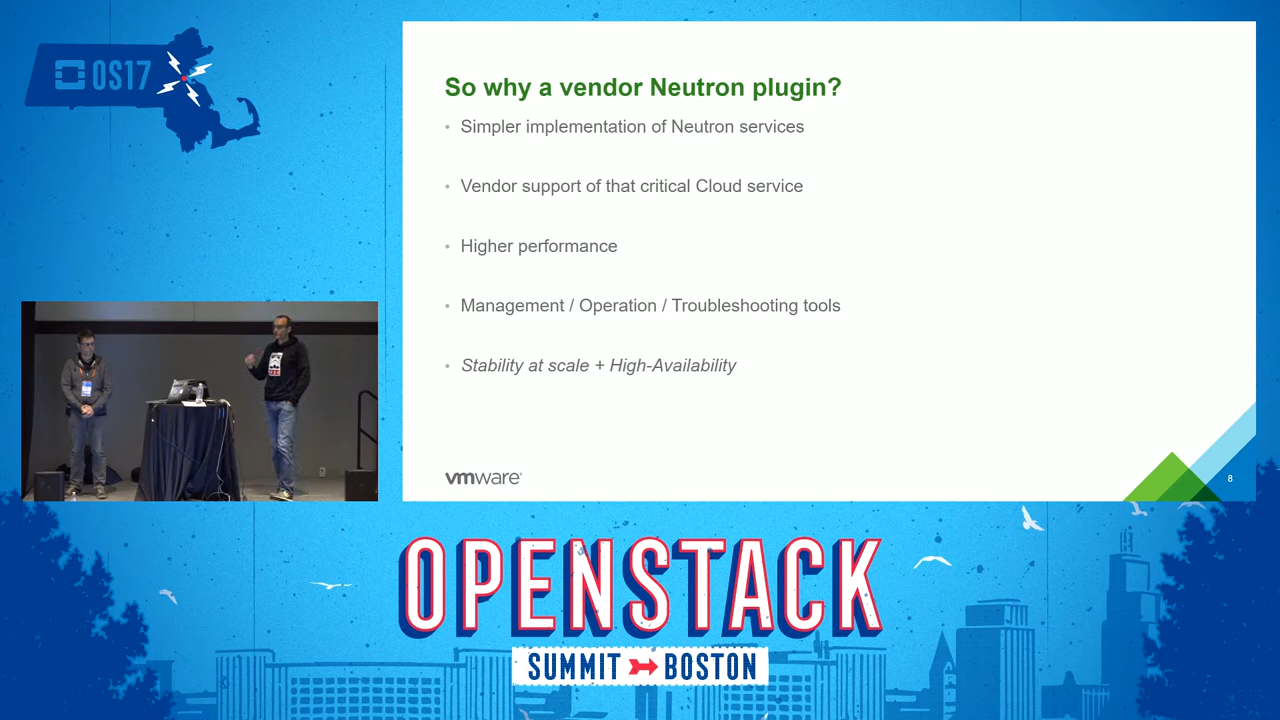 OS17
So why a vendor Neutron plugin?
• Simpler implementation of Neutron services
• Vendor support of that critical Cloud service
• Higher performance
• Management / Operation / Troubleshooting tools
• Stability at scale + High-Availability
vmware®
8
OPENSTACK
SUMMIT BOSTON